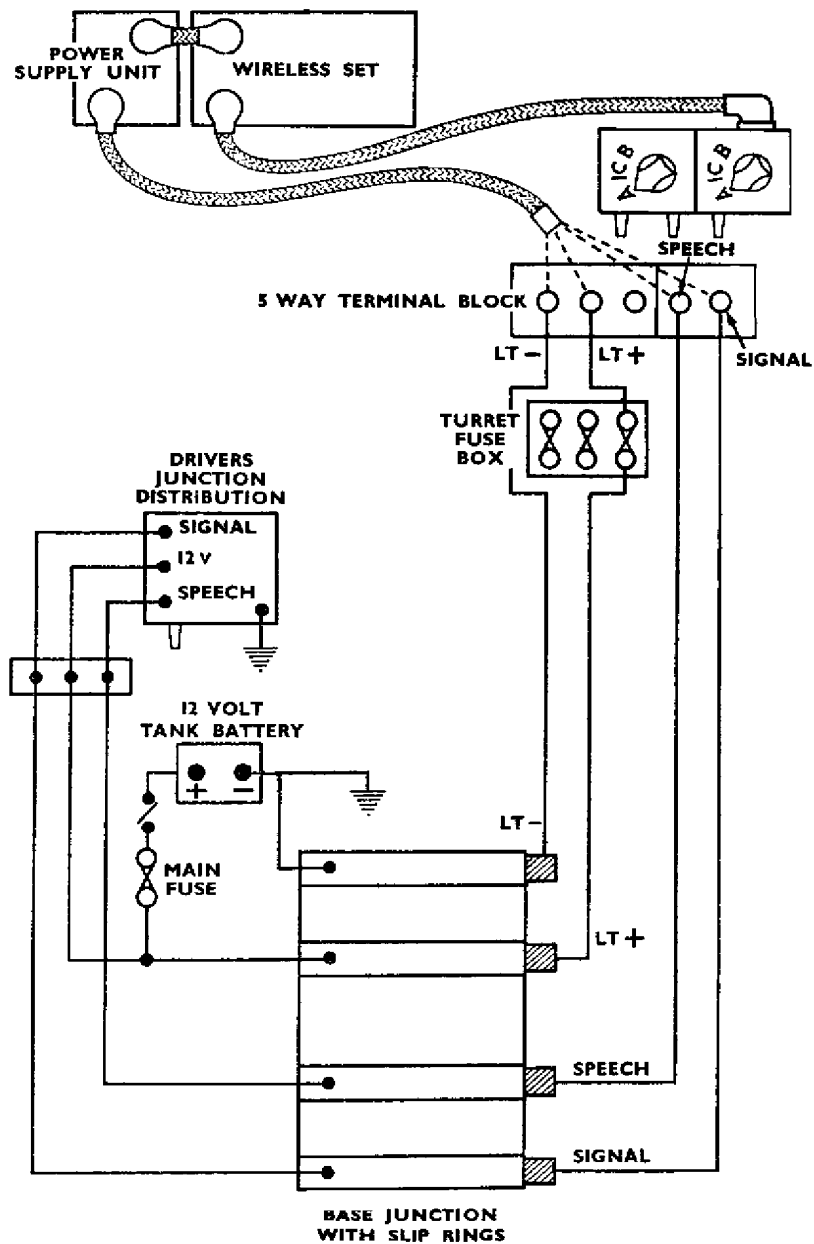 POWER
SUPPLY UNIT
WIRELESS SET
A IC B
A IC B
SPEECH
5 WAY TERMINAL BLOCK
LT-
LT+
SIGNAL
TURRET
FUSE
BOX
DRIVERS
JUNCTION
DISTRIBUTION
SIGNAL
12 V
SPEECH
12 VOLT
TANK BATTERY
+ -
LT-
MAIN
FUSE
LT+
SPEECH
SIGNAL
BASE JUNCTION
WITH SLIP RINGS